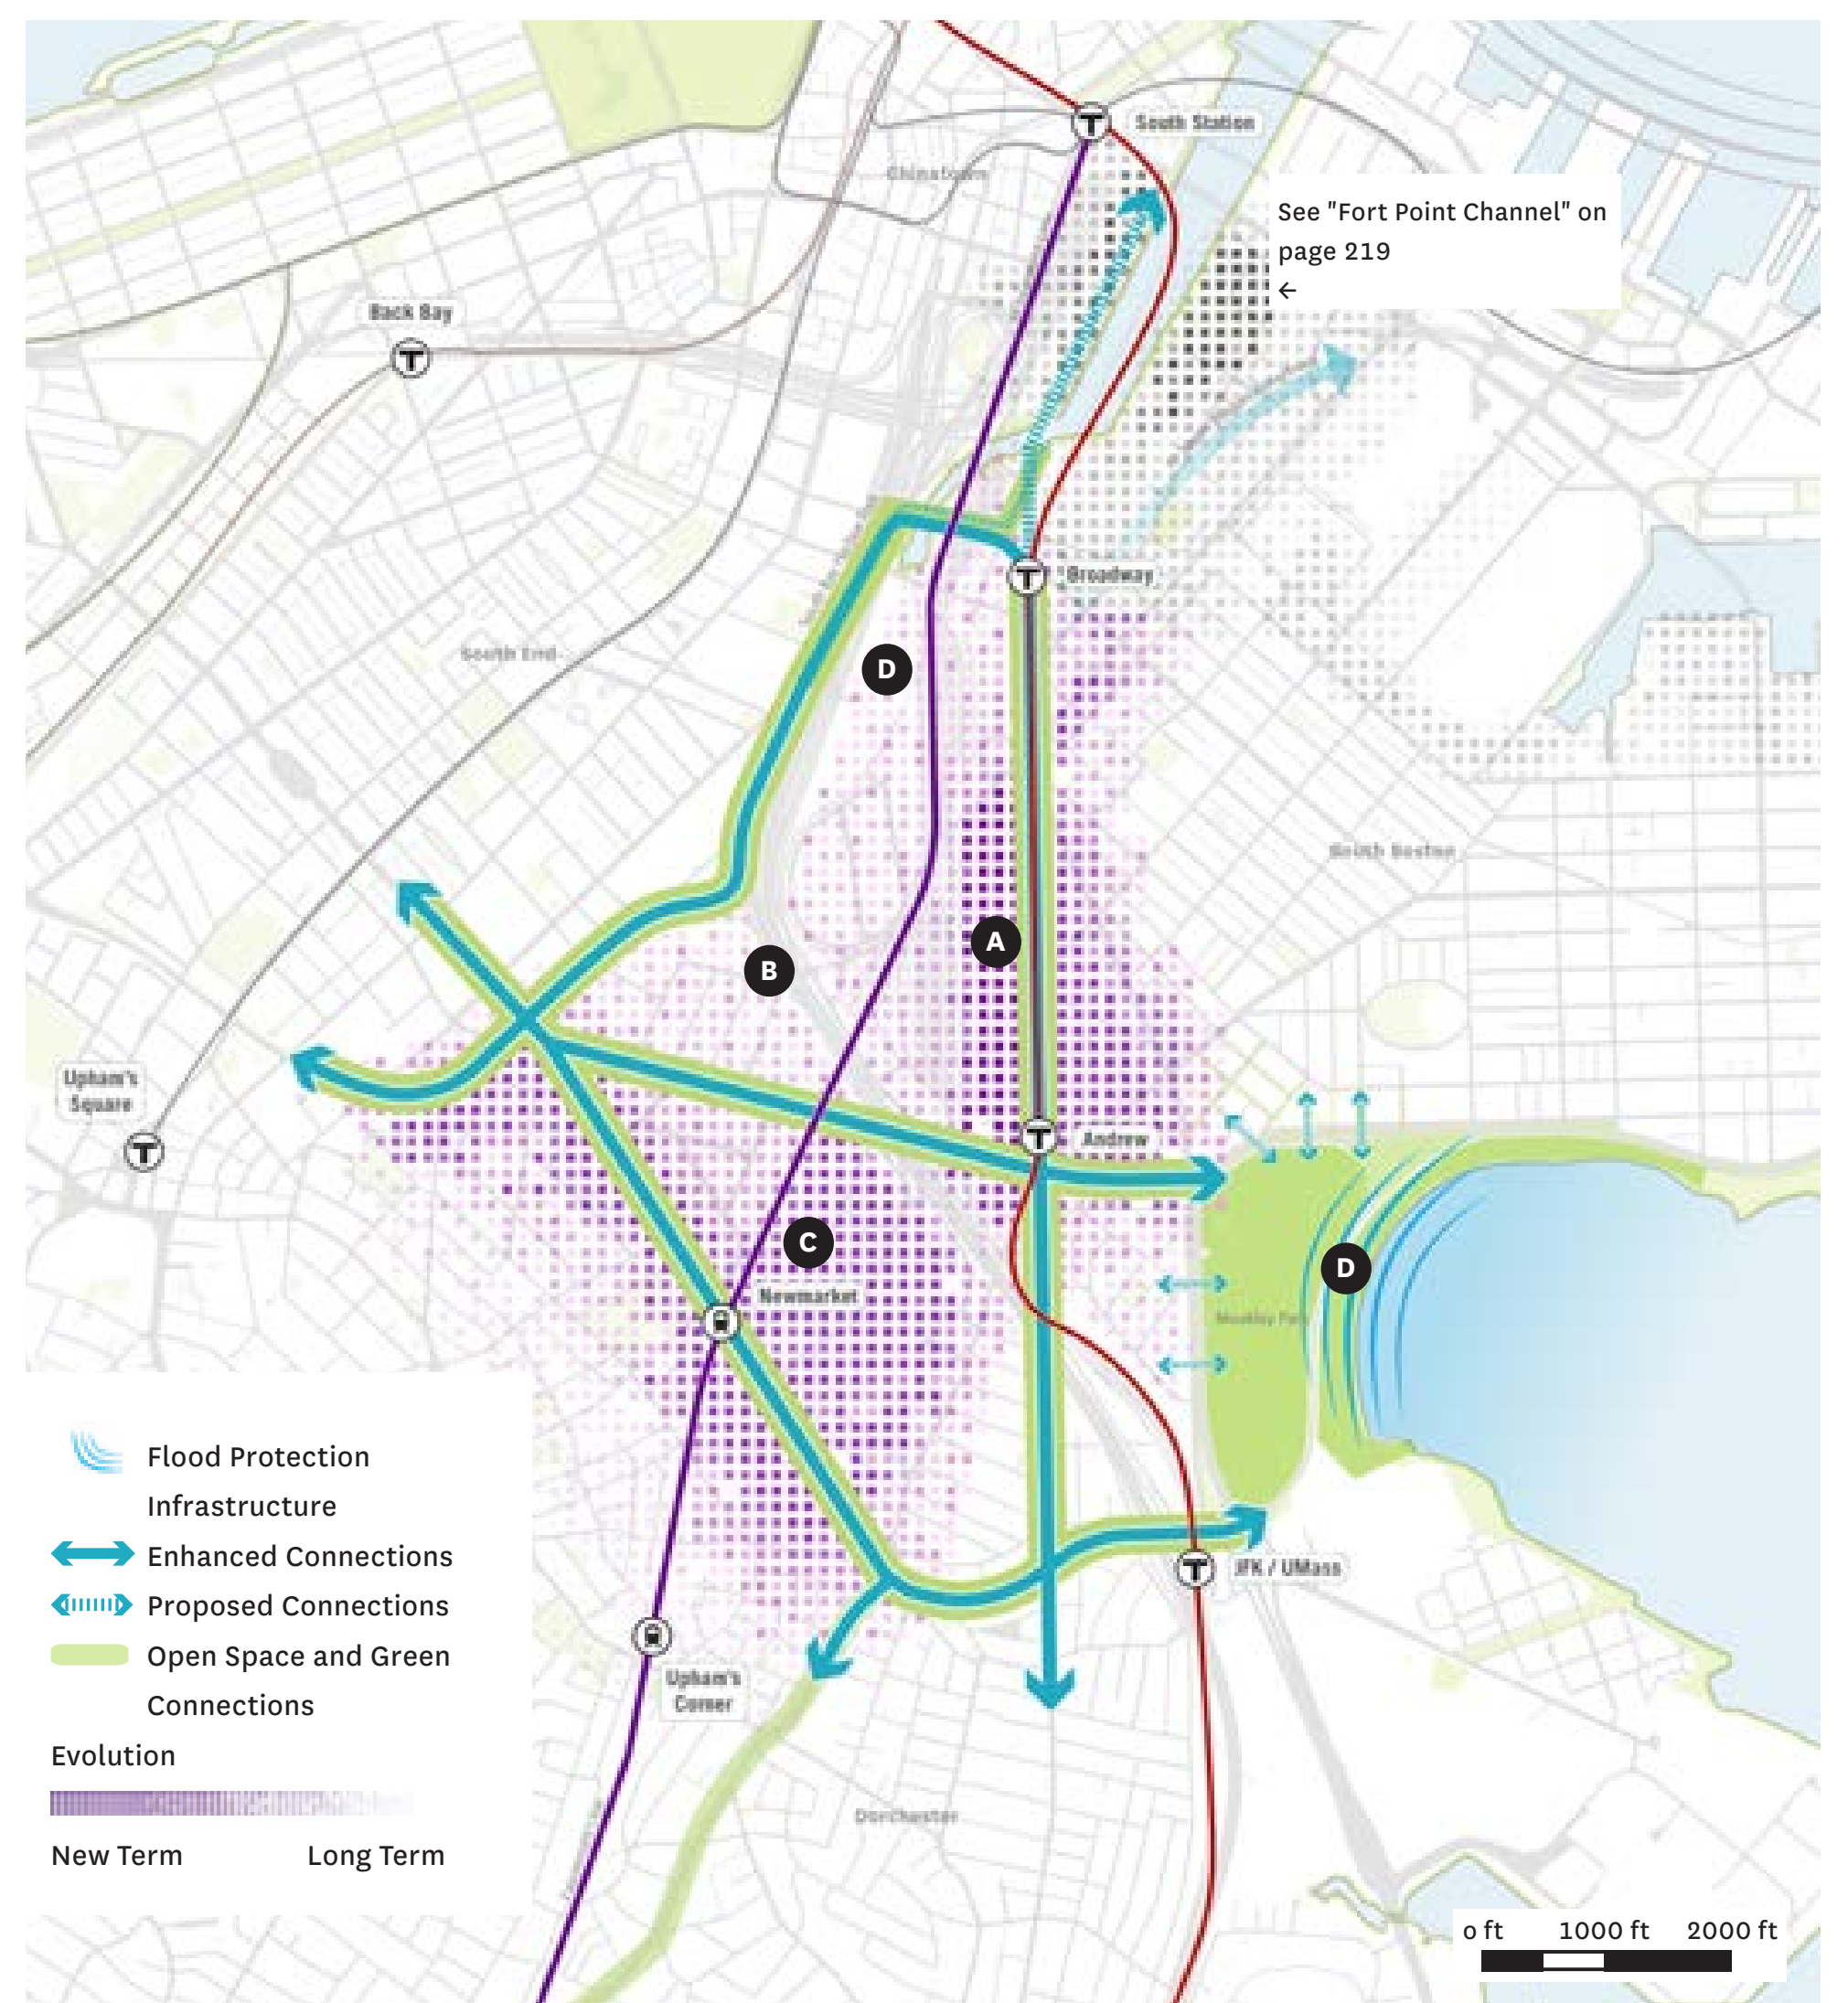 South Station
Chinatown
See "Fort Point Channel" on
page 219
←
Back Bay
T
T
Broadway
T
South End
D
South Boston
A
B
Upham's
Square
T
Andrew
T
C
D
Newmarket
Moakley Park
Flood Protection
Infrastructure
Enhanced Connections
Proposed Connections
Open Space and Green
Connections
Evolution
New Term Long Term
JFK / UMass
T
Upham's
Corner
Dorchester
0 ft 1000 ft 2000 ft